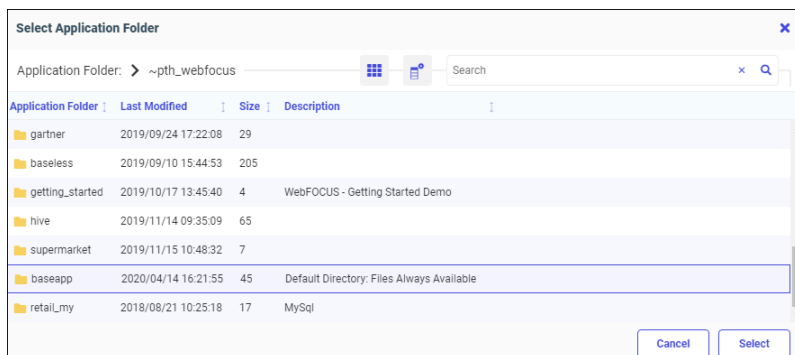 Select Application Folder
Application Folder: ~pth_webfocus Search
Application Folder Last Modified Size Description
gartner 2019/09/24 17:22:08 29
baseless 2019/09/10 15:44:53 205
getting_started 2019/10/17 13:45:40 4 WebFOCUS - Getting Started Demo
hive 2019/11/14 09:35:09 65
supermarket 2019/11/15 10:48:32 7
baseapp 2020/04/14 16:21:55 45 Default Directory: Files Always Available
retail_my 2018/08/21 10:25:18 17 MySql
Cancel Select